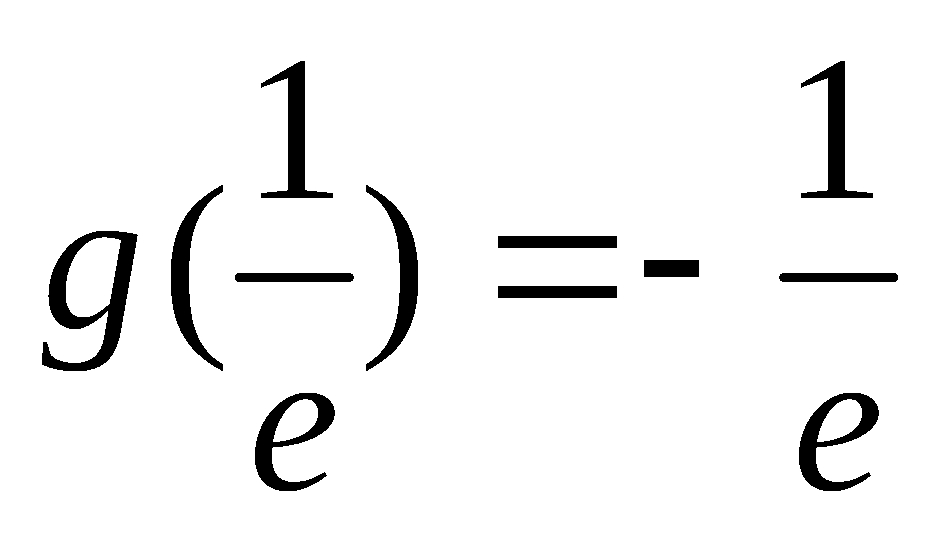 g(1/e) =- 1/e